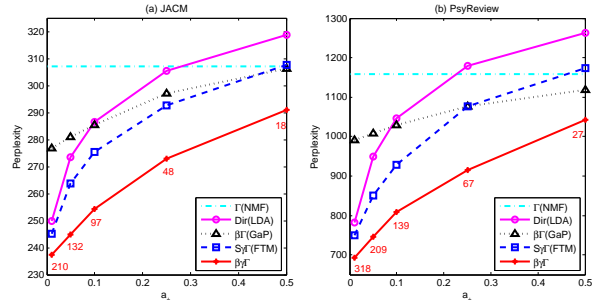 (a) JACM
Perplexity
320
310
300
290
280
270
260
250
240
230
0
0.1
0.2
0.3
0.4
0.5
210
132
97
48
18
Γ(NMF)
Dir(LDA)
βΓ(GaP)
SγΓ(FTM)
βγΓ
(b) PsyReview
Perplexity
1300
1200
1100
1000
900
800
700
0
0.1
0.2
0.3
0.4
0.5
318
209
139
67
27
Γ(NMF)
Dir(LDA)
βΓ(GaP)
SγΓ(FTM)
βγΓ